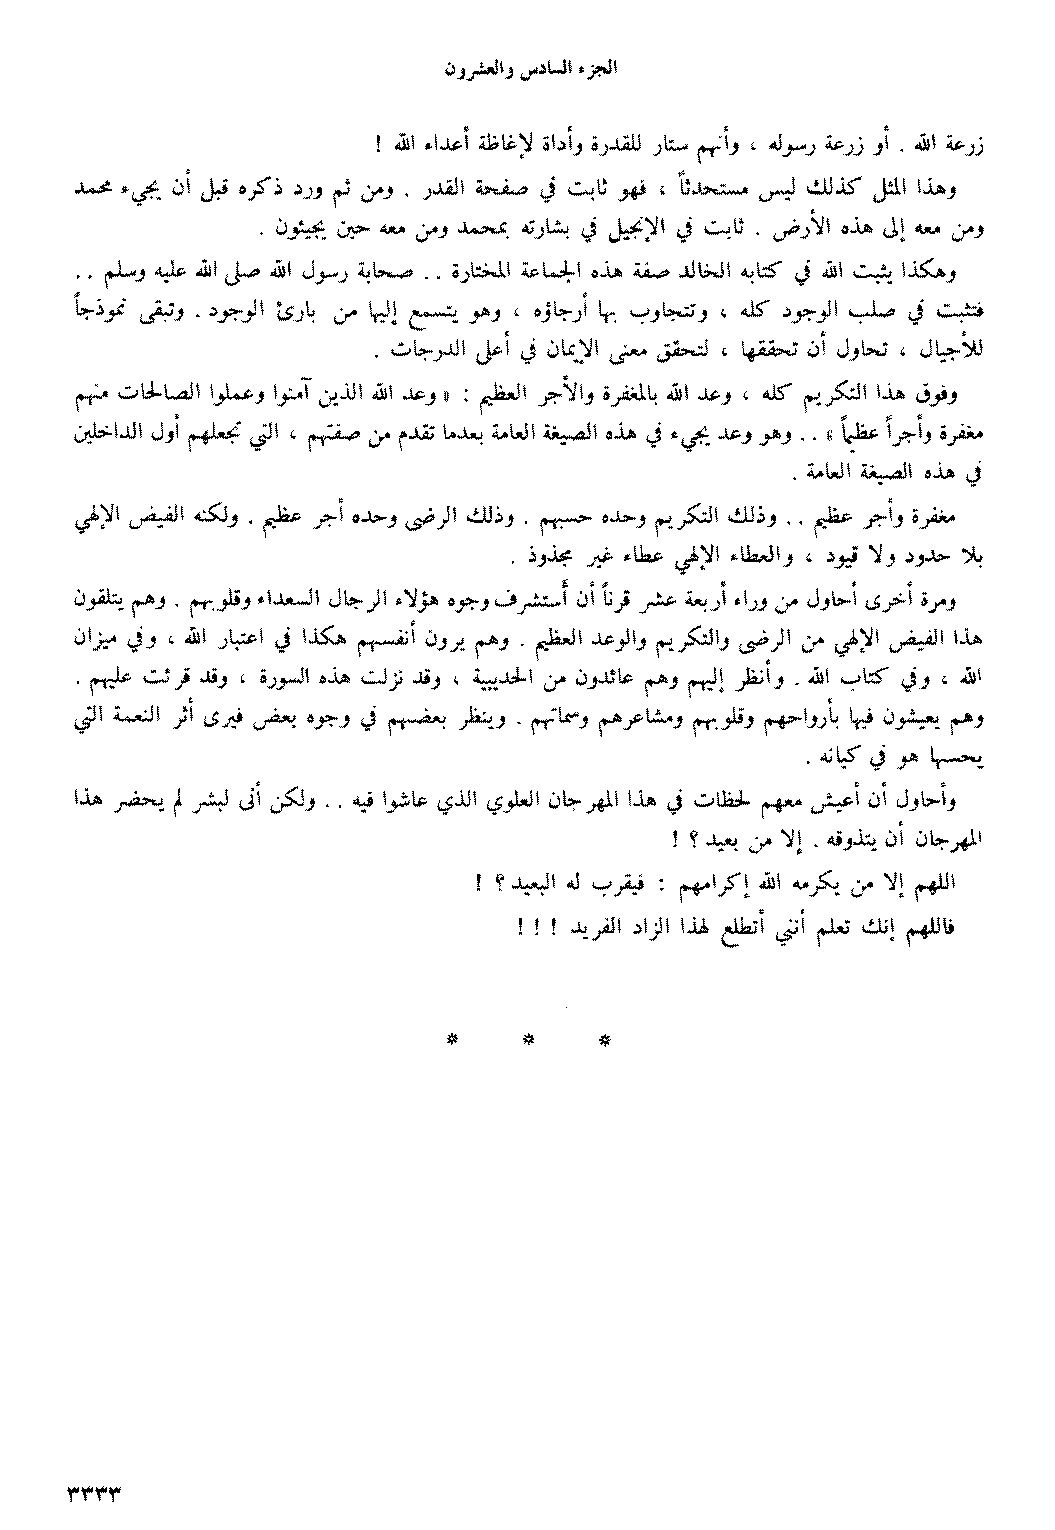 الجزء السادس والعشرون
زرعة الله . أو زرعة رسوله ، وأنهم ستار للقدرة وأداة لإغاظة أعداء الله !
وهذا المثل كذلك ليس مستحدثاً ، فهو ثابت في صفحة القدر . ومن ثم ورد ذكره قبل أن يجيء محمد
ومن معه إلى هذه الأرض . ثابت في الإنجيل في بشارته بمحمد ومن معه حين يجيئون .
وهكذا يثبت الله في كتابه الخالد صفة هذه الجماعة المختارة .. صحابة رسول الله صلى الله عليه وسلم ..
فتثبت في صلب الوجود كله ، وتتجاوب بها أرجاؤه ، وهو يتسمع إليها من بارئ الوجود . وتبقى نموذجاً
للأجيال ، تحاول أن تحققها ، لتحقق معنى الإيمان في أعلى الدرجات .
وفوق هذا التكريم كله ، وعد الله بالمغفرة والأجر العظيم : « وعد الله الذين آمنوا وعملوا الصالحات منهم
مغفرة وأجراً عظيماً » .. وهو وعد يجيء في هذه الصيغة العامة بعدما تقدم من صفتهم ، التي تجعلهم أول الداخلين
في هذه الصيغة العامة .
مغفرة وأجر عظيم .. وذلك التكريم وحده حسبهم . وذلك الرضى وحده أجر عظيم . ولكنه الفيض الإلهي
بلا حدود ولا قيود ، والعطاء الإلهي عطاء غير مجذوذ .
ومرة أخرى أحاول من وراء أربعة عشر قرناً أن أستشرف وجوه هؤلاء الرجال السعداء وقلوبهم . وهم يتلقون
هذا الفيض الإلهي من الرضى والتكريم والوعد العظيم . وهم يرون أنفسهم هكذا في اعتبار الله ، وفي ميزان
الله ، وفي كتاب الله . وأنظر إليهم وهم عائدون من الحديبية ، وقد نزلت هذه السورة ، وقد قرئت عليهم .
وهم يعيشون فيها بأرواحهم وقلوبهم ومشاعرهم وسماتهم . وينظر بعضهم في وجوه بعض فيرى أثر النعمة التي
يحسها هو في كيانه .
وأحاول أن أعيش معهم لحظات في هذا المهرجان العلوي الذي عاشوا فيه .. ولكن أنى لبشر لم يحضر هذا
المهرجان أن يتذوقه . إلا من بعيد ؟ !
اللهم إلا من يكرمه الله إكرامهم : فيقرب له البعيد ؟ !
فاللهم إنك تعلم أنني أتطلع لهذا الزاد الفريد ! ! !
* * *
٣٣٣٣